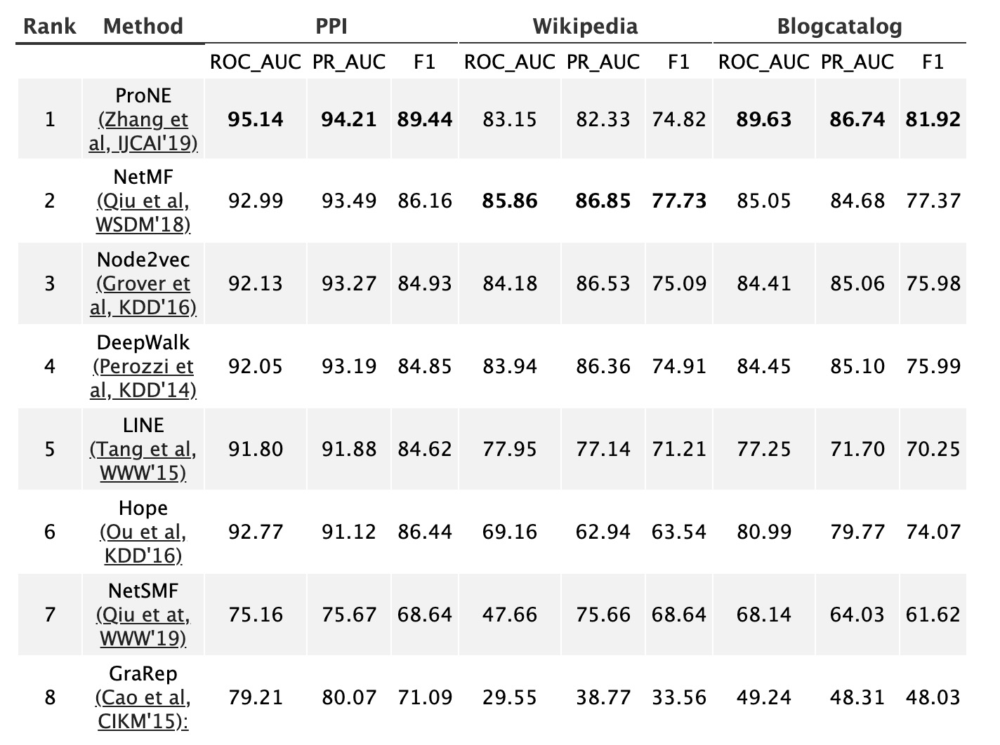 Rank Method PPI Wikipedia Blogcatalog
ROC_AUC PR_AUC F1 ROC_AUC PR_AUC F1 ROC_AUC PR_AUC F1
ProNE
(Zhang et
1 95.14 94.21 89.44 83.15 82.33 74.82 89.63 86.74 81.92
al, IJCAI'19)
NetMF
(Qiu et al,
2 92.99 93.49 86.16 85.86 86.85 77.73 85.05 84.68 77.37
WSDM'18)
Node2vec
(Grover et
3 92.13 93.27 84.93 84.18 86.53 75.09 84.41 85.06 75.98
al, KDD'16)
DeepWalk
(Perozzi et
4 92.05 93.19 84.85 83.94 86.36 74.91 84.45 85.10 75.99
al, KDD'14)
LINE
(Tang et al,
5 91.80 91.88 84.62 77.95 77.14 71.21 77.25 71.70 70.25
WWW'15)
Hope
(Ou et al,
6 92.77 91.12 86.44 69.16 62.94 63.54 80.99 79.77 74.07
KDD'16)
NetSMF
(Qiu et at,
7 75.16 75.67 68.64 47.66 75.66 68.64 68.14 64.03 61.62
WWW'19)
GraRep
(Cao et al,
8 79.21 80.07 71.09 29.55 38.77 33.56 49.24 48.31 48.03
CIKM'15):